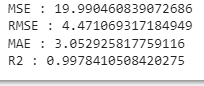 MSE : 19.990460839072686
RMSE : 4.471069317184949
MAE : 3.052925817759116
R2 : 0.9978410508420275